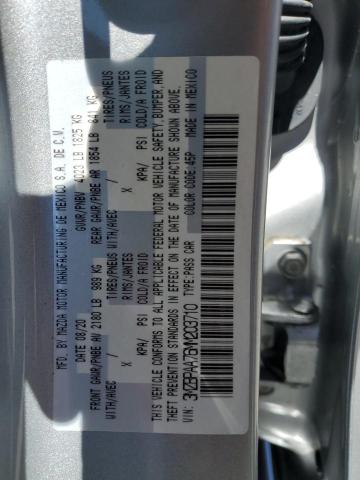 MFD. BY MAZDA MOTOR MANUFACTURING DE MEXICO S.A. DE C.V.
DATE 08/20 GVWR/PNBV 4023 LB 1825 KG
FRONT GAWR/PNBE AV 2180 LB 989 KG REAR GAWR/PNBE AR 1854 LB 841 KG
WITH/AVEC TIRES/PNEUS WITH/AVEC TIRES/PNEUS
/ X RIMS/JANTES / X RIMS/JANTES
KPA/ PSI COLD/A FROID KPA/ PSI COLD/A FROID
THIS VEHICLE CONFORMS TO ALL APPLICABLE FEDERAL MOTOR VEHICLE SAFETY,BUMPER,AND
THEFT PREVENTION STANDARDS IN EFFECT ON THE DATE OF MANUFACTURE SHOWN ABOVE.
VIN: 3MZBPAA76MM203710 TYPE:PASS CAR COLOR CODE:45P MADE IN MEXICO